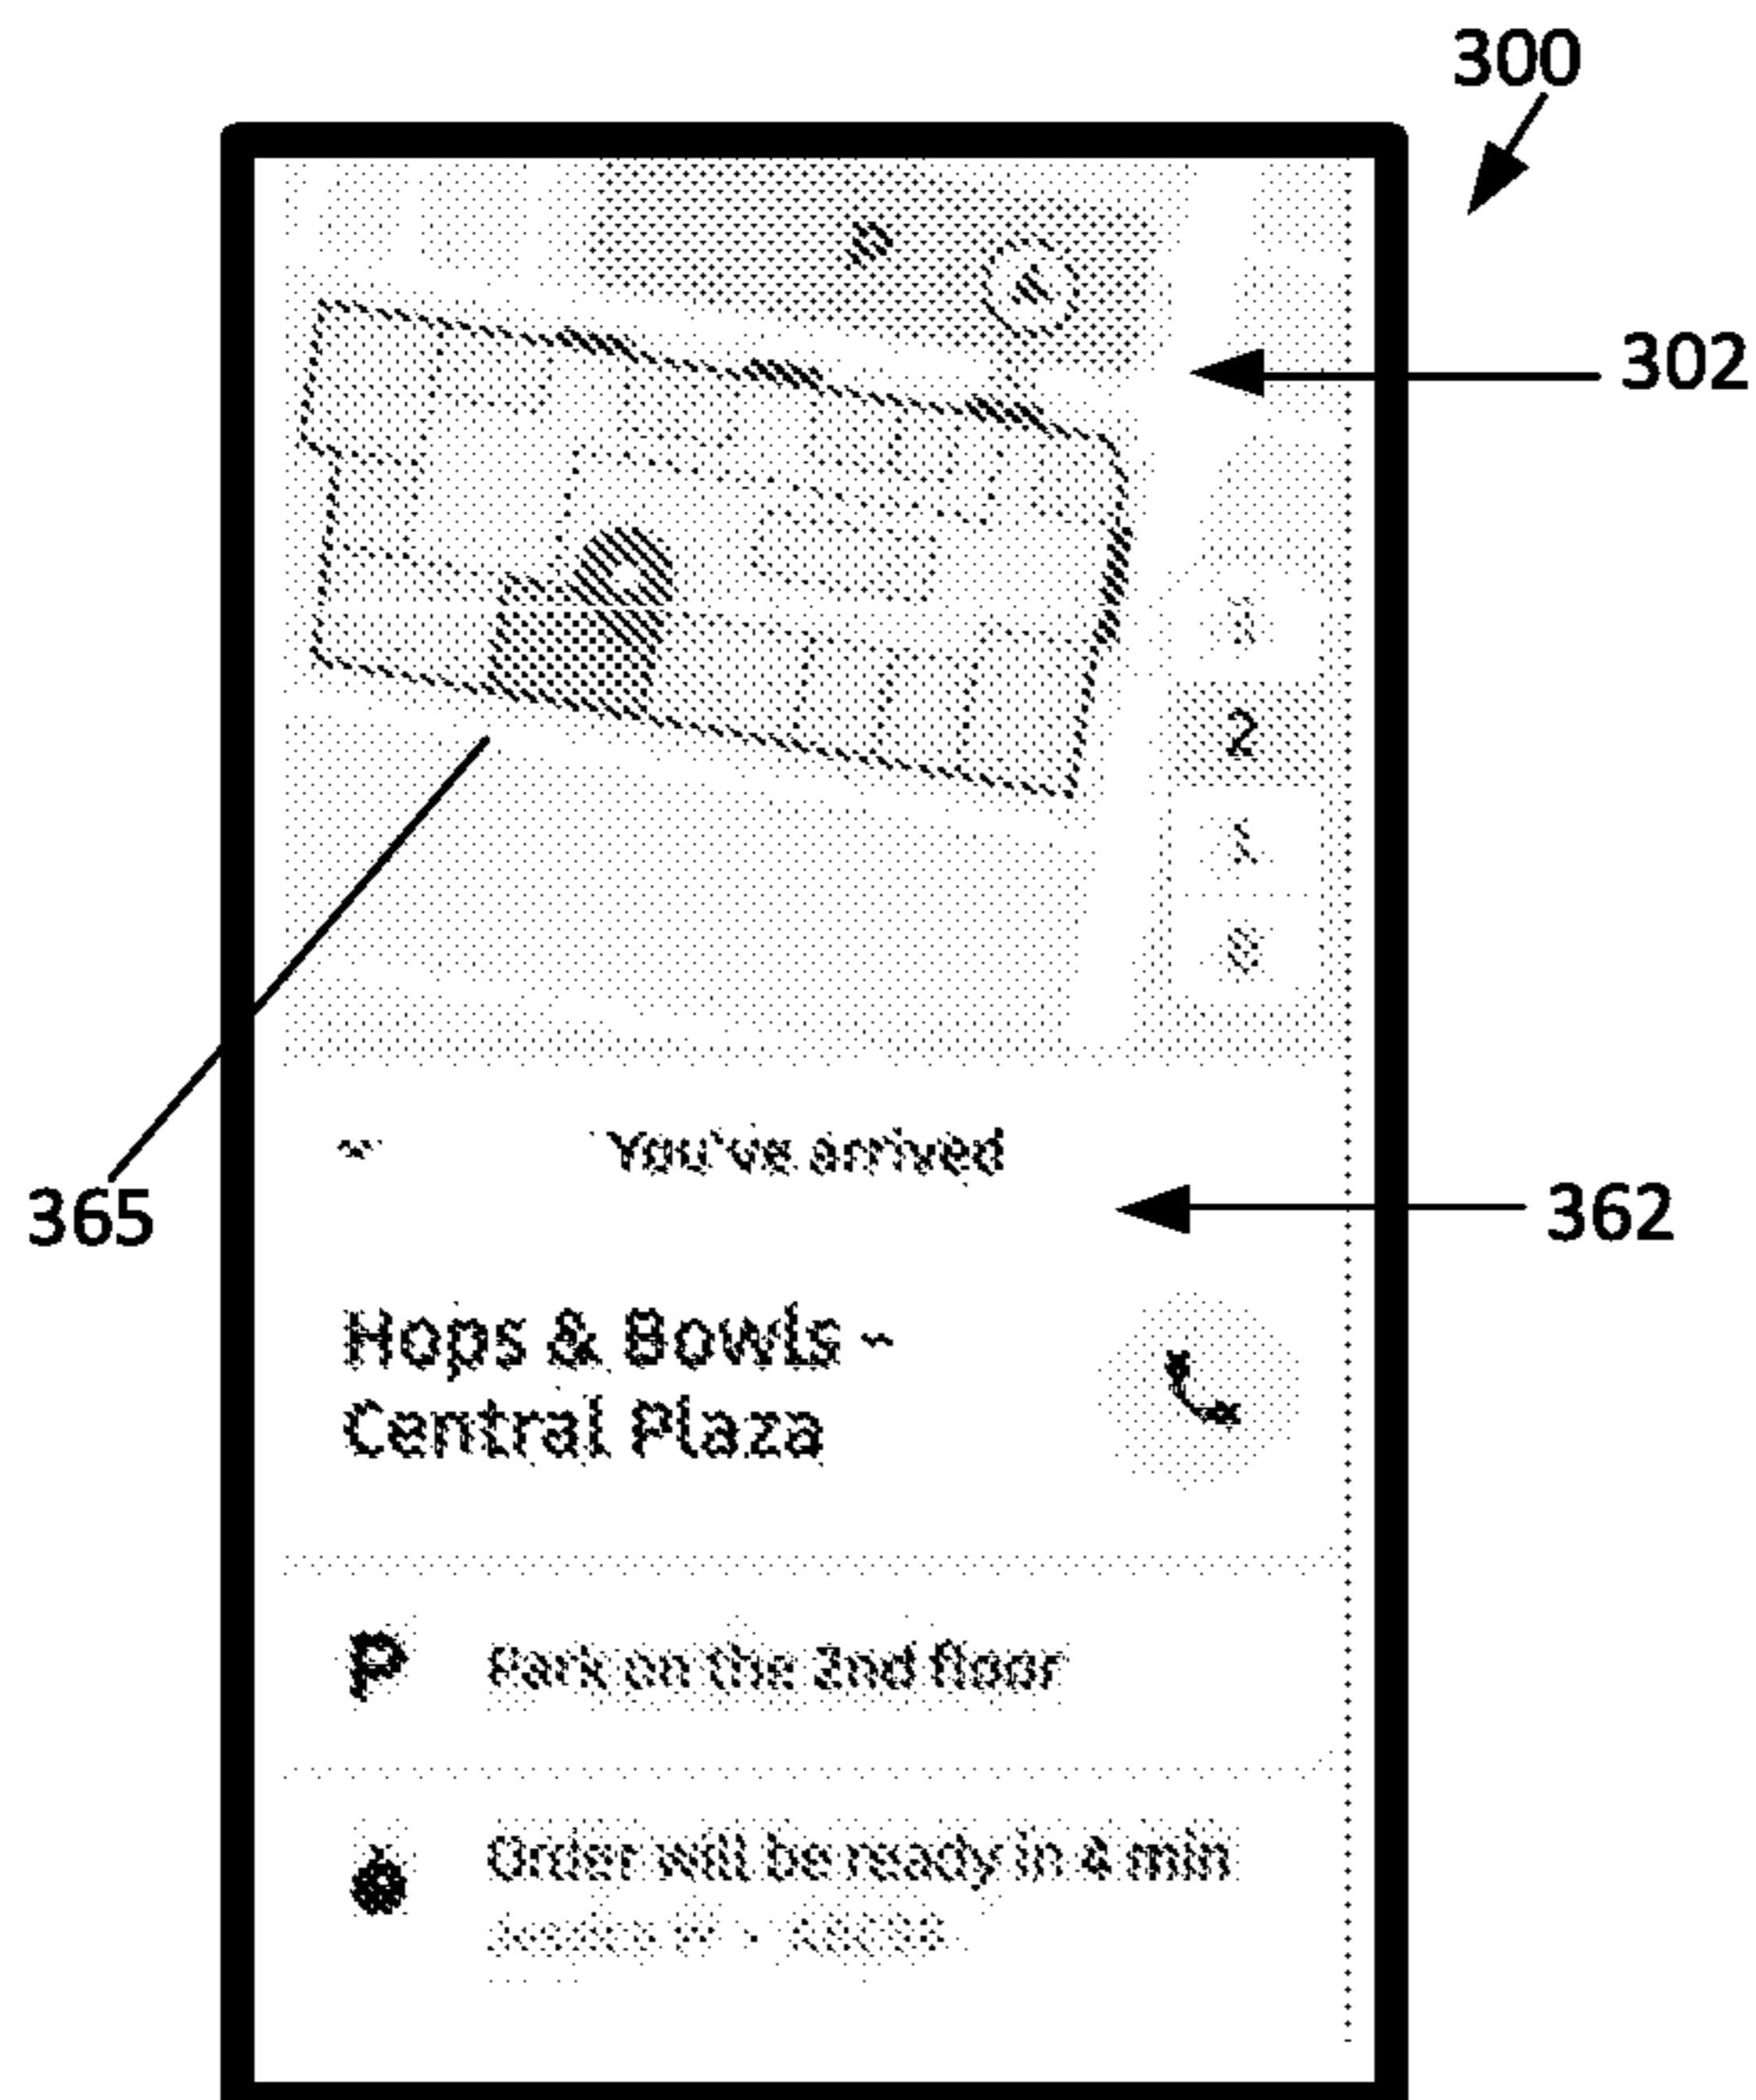 300
302
2
You've arrived
365
362
Hops & Bowls -
Central Plaza
P Park on the 2nd floor
Order will be ready in 4 min